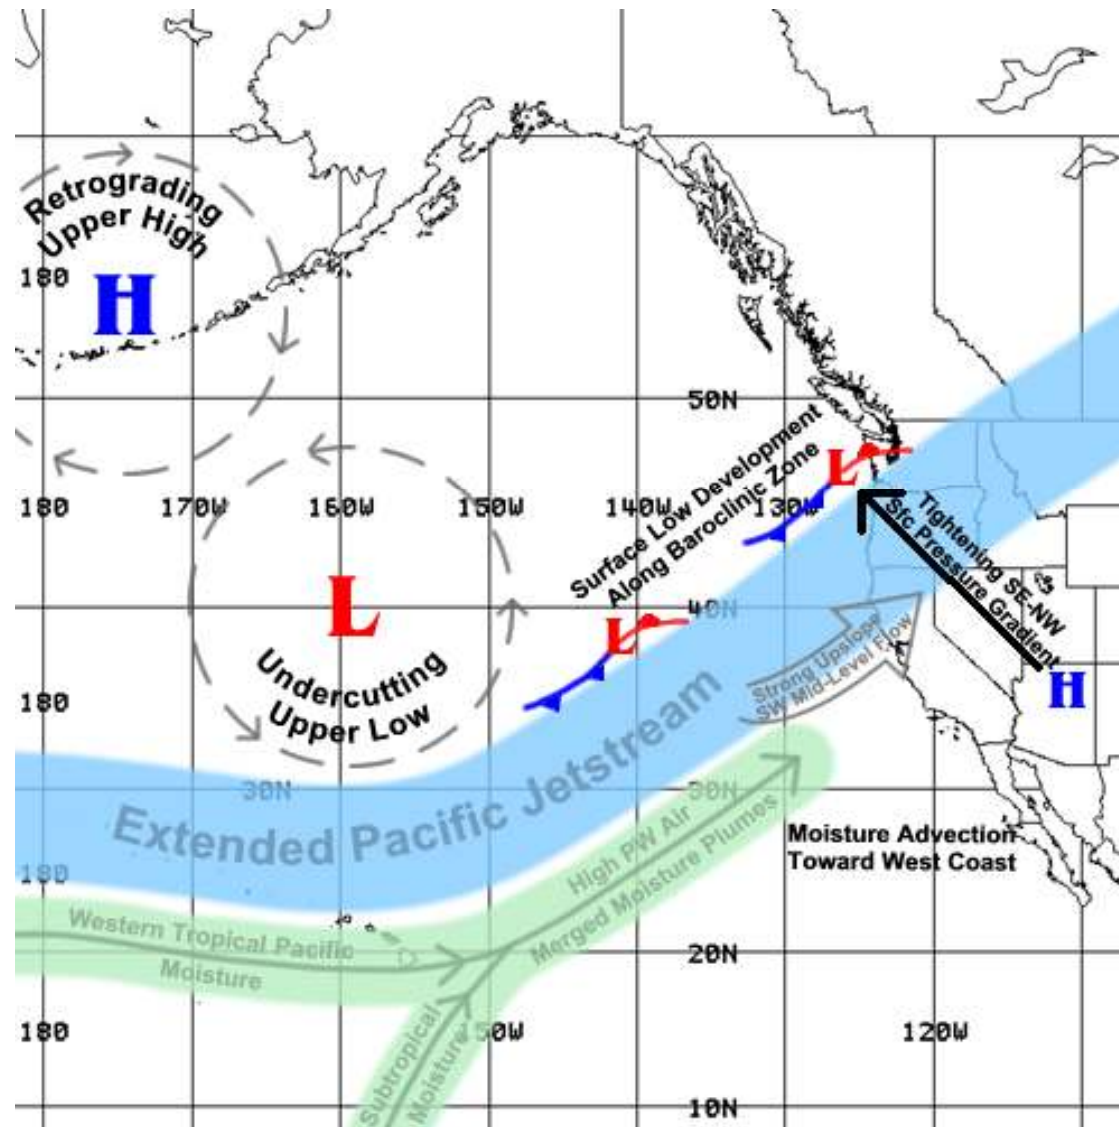 Retrograding
Upper High
H
180
50N
180
170W
160W
150W
140W
130W
Surface Low Development
Along Baroclinic Zone
L
Tightening SE-NW
Sfc Pressure Gradient
L
Undercutting
Upper Low
L
40N
Strong Upslope
SW Mid-Level Flow
H
180
30N
30N
Extended Pacific Jetstream
180
High PW Air
Merged Moisture Plumes
Moisture Advection
Toward West Coast
Western Tropical Pacific
Moisture
20N
Subtropical
Moisture
180
150W
120W
10N